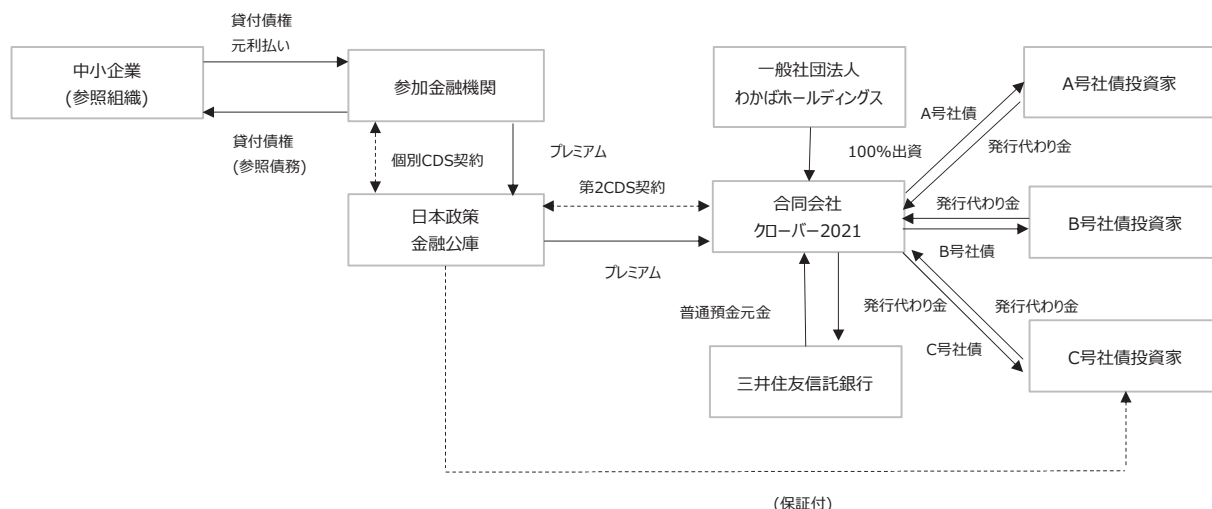 貸付債権
元利払い
中小企業
(参照組織)
参加金融機関
貸付債権
(参照債務)
個別CDS契約
プレミアム
日本政策
金融公庫
第2CDS契約
プレミアム
一般社団法人
わかばホールディングス
100%出資
合同会社
クローバー2021
普通預金元金
発行代わり金
三井住友信託銀行
A号社債
発行代わり金
A号社債投資家
発行代わり金
B号社債
B号社債投資家
発行代わり金
C号社債
C号社債投資家
(保証付)